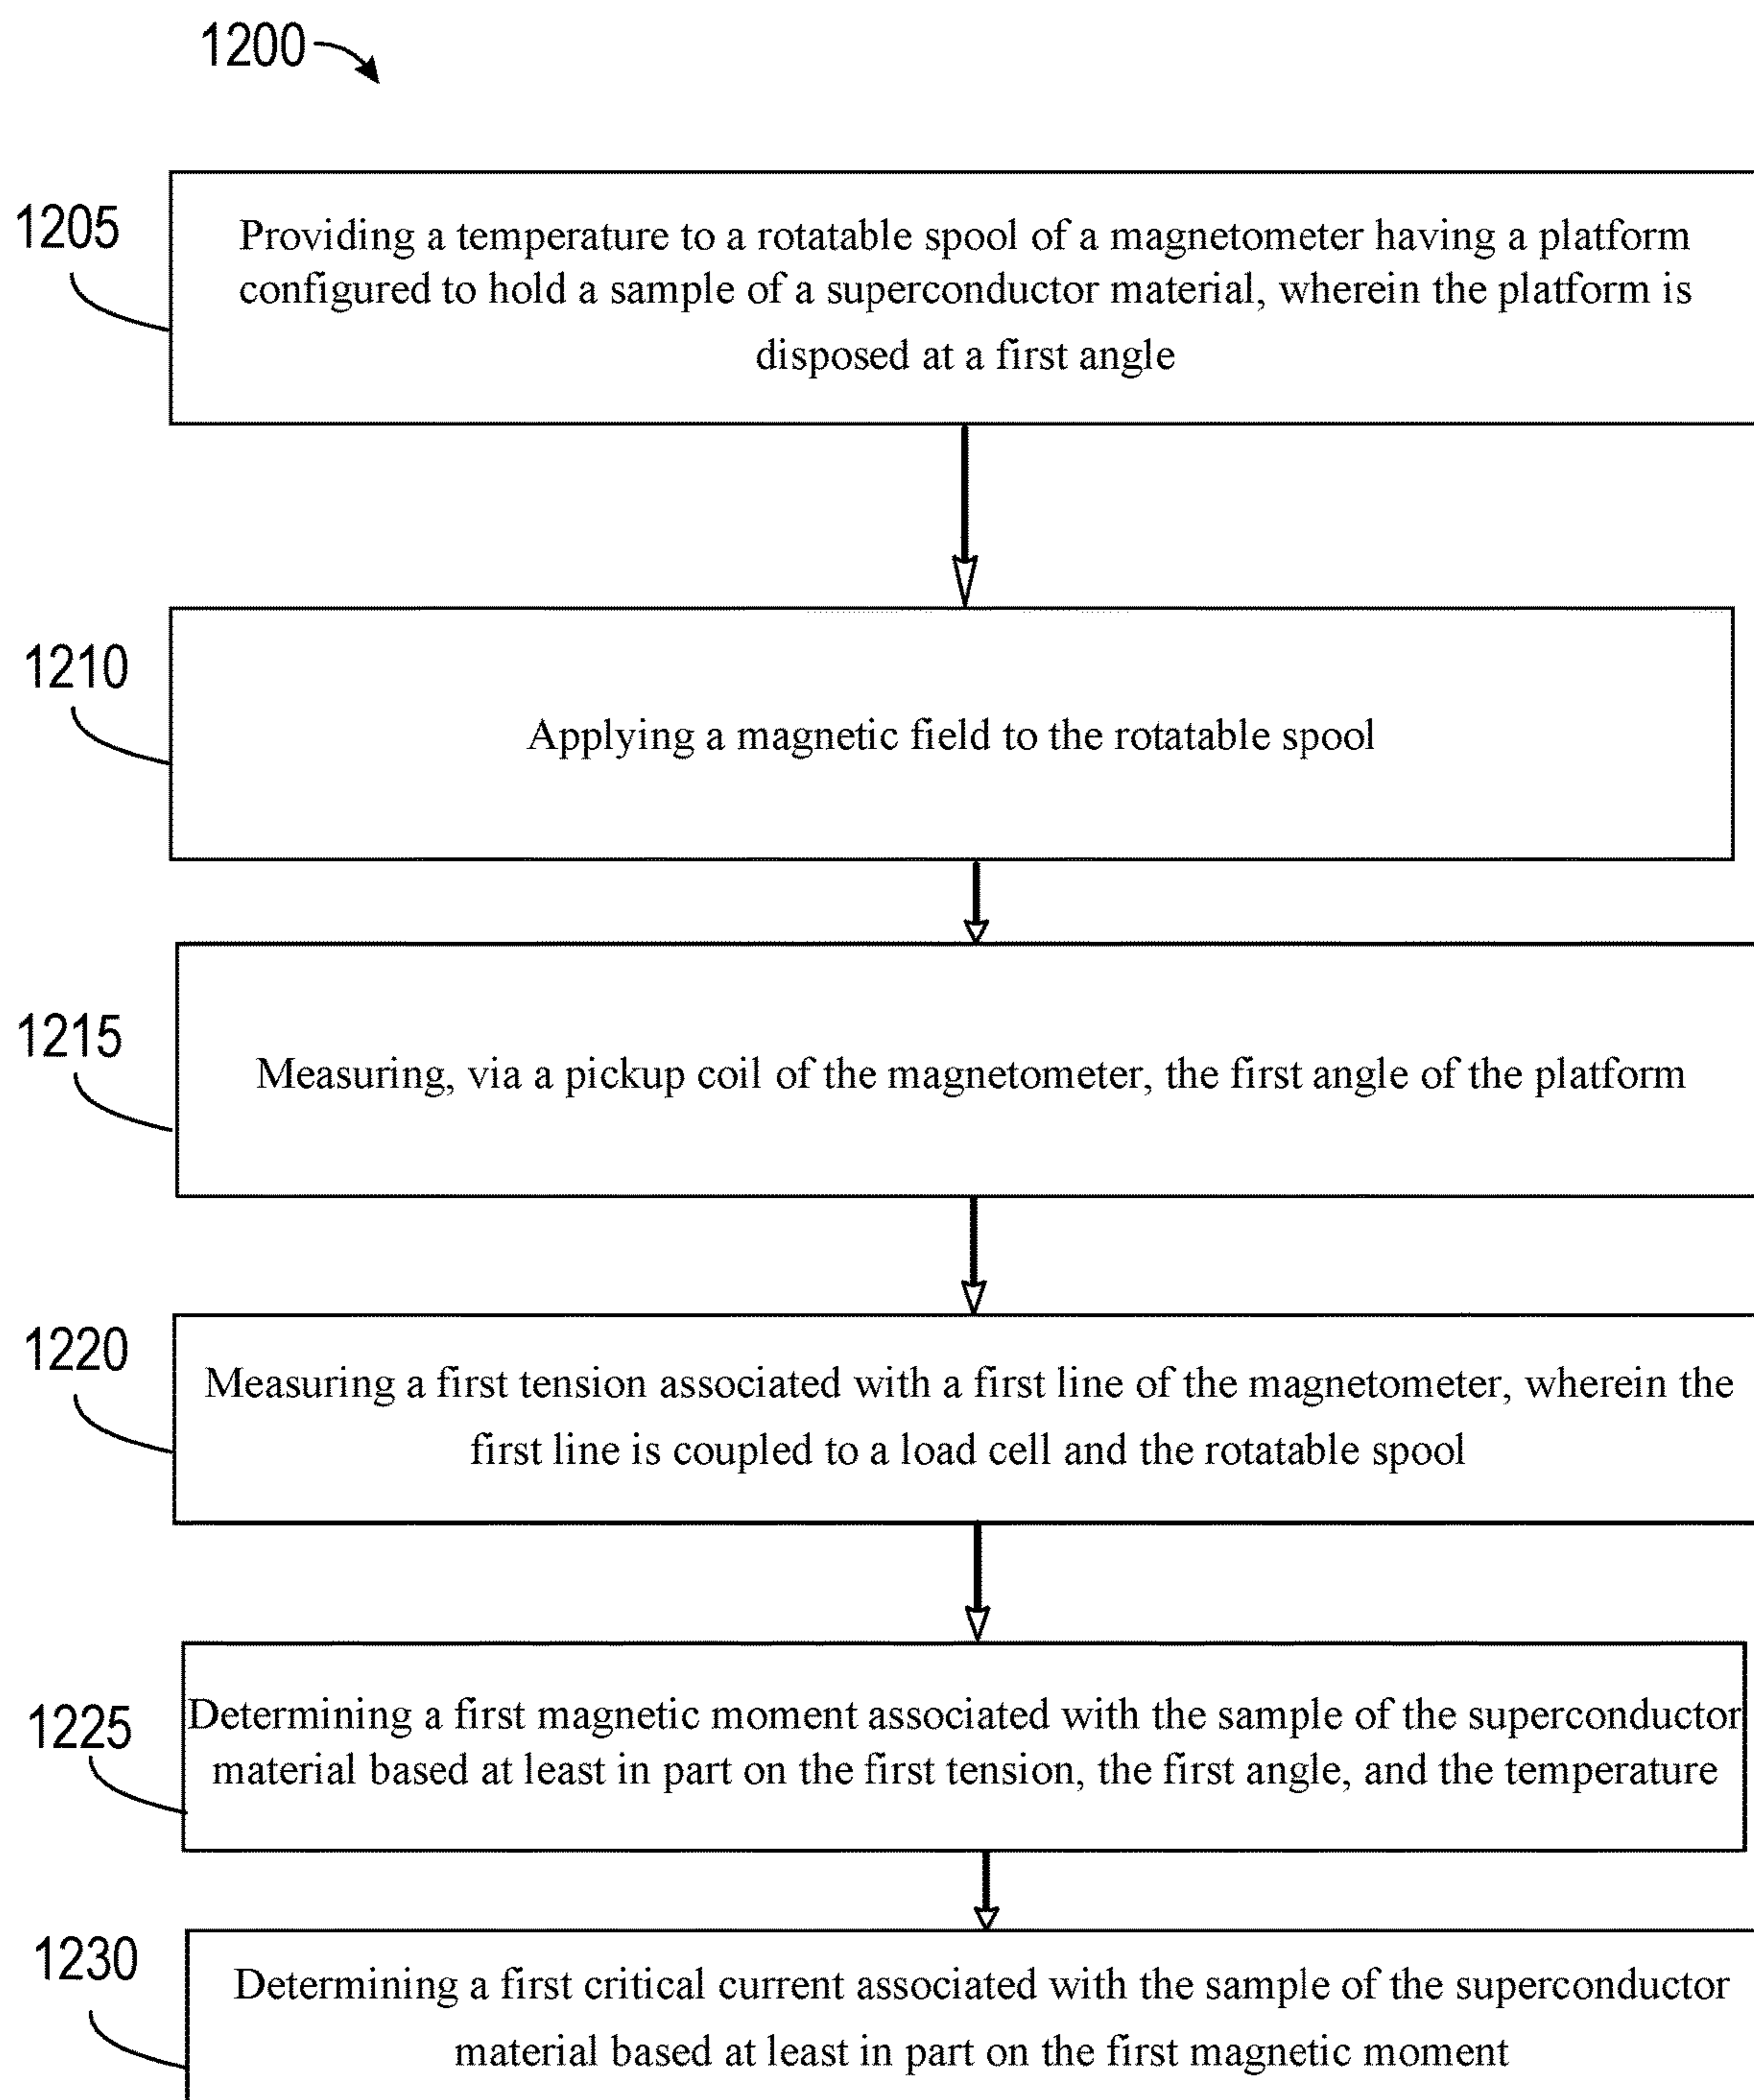 1200
1205
Providing a temperature to a rotatable spool of a magnetometer having a platform
configured to hold a sample of a superconductor material, wherein the platform is
disposed at a first angle
1210
Applying a magnetic field to the rotatable spool
1215
Measuring, via a pickup coil of the magnetometer, the first angle of the platform
1220
Measuring a first tension associated with a first line of the magnetometer, wherein the
first line is coupled to a load cell and the rotatable spool
1225
Determining a first magnetic moment associated with the sample of the superconductor
material based at least in part on the first tension, the first angle, and the temperature
1230
Determining a first critical current associated with the sample of the superconductor
material based at least in part on the first magnetic moment